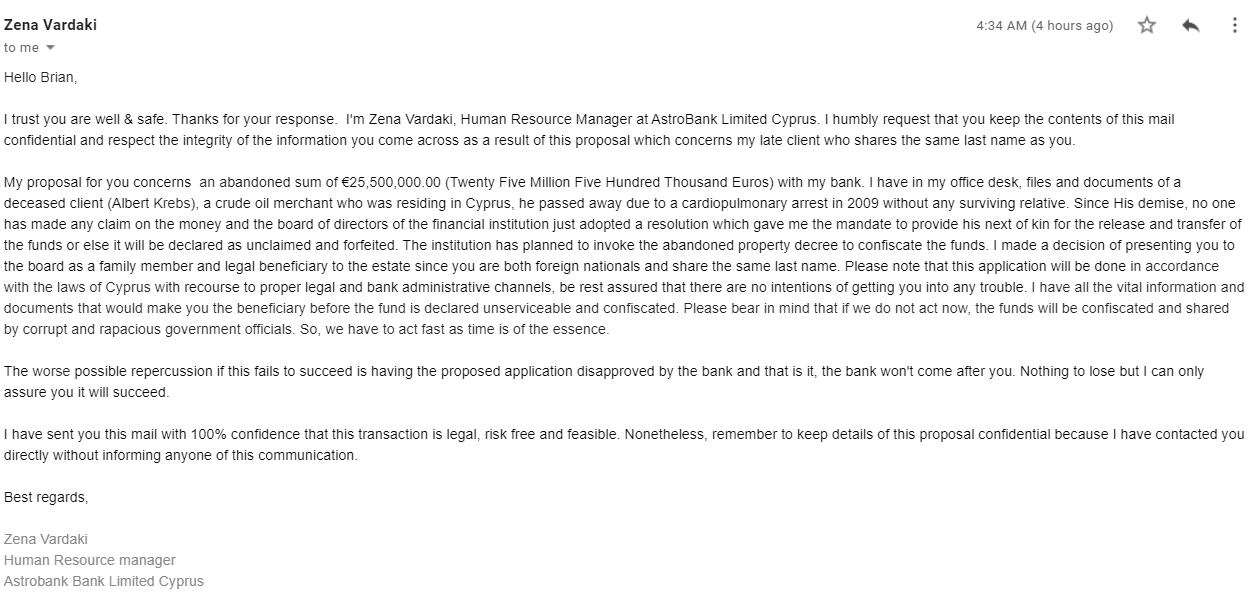 Zena Vardaki
4:34 AM (4 hours ago)
to me
Hello Brian,
I trust you are well & safe. Thanks for your response.  I'm Zena Vardaki, Human Resource Manager at AstroBank Limited Cyprus. I humbly request that you keep the contents of this mail
confidential and respect the integrity of the information you come across as a result of this proposal which concerns my late client who shares the same last name as you.
My proposal for you concerns  an abandoned sum of €25,500,000.00 (Twenty Five Million Five Hundred Thousand Euros) with my bank. I have in my office desk, files and documents of a
deceased client (Albert Krebs), a crude oil merchant who was residing in Cyprus, he passed away due to a cardiopulmonary arrest in 2009 without any surviving relative. Since His demise, no one
has made any claim on the money and the board of directors of the financial institution just adopted a resolution which gave me the mandate to provide his next of kin for the release and transfer of
the funds or else it will be declared as unclaimed and forfeited. The institution has planned to invoke the abandoned property decree to confiscate the funds. I made a decision of presenting you to
the board as a family member and legal beneficiary to the estate since you are both foreign nationals and share the same last name. Please note that this application will be done in accordance
with the laws of Cyprus with recourse to proper legal and bank administrative channels, be rest assured that there are no intentions of getting you into any trouble. I have all the vital information and
documents that would make you the beneficiary before the fund is declared unserviceable and confiscated. Please bear in mind that if we do not act now, the funds will be confiscated and shared
by corrupt and rapacious government officials. So, we have to act fast as time is of the essence.
The worse possible repercussion if this fails to succeed is having the proposed application disapproved by the bank and that is it, the bank won't come after you. Nothing to lose but I can only
assure you it will succeed.
I have sent you this mail with 100% confidence that this transaction is legal, risk free and feasible. Nonetheless, remember to keep details of this proposal confidential because I have contacted you
directly without informing anyone of this communication.
Best regards,
Zena Vardaki
Human Resource manager
Astrobank Bank Limited Cyprus